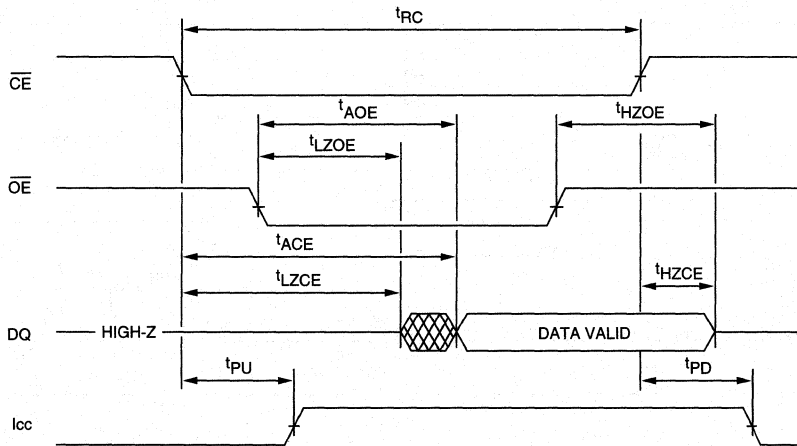 tRC
CE
tAOE
tHZOE
tLZOE
OE
tACE
tLZCE
tHZCE
DQ
HIGH-Z
DATA VALID
tPU
tPD
Icc